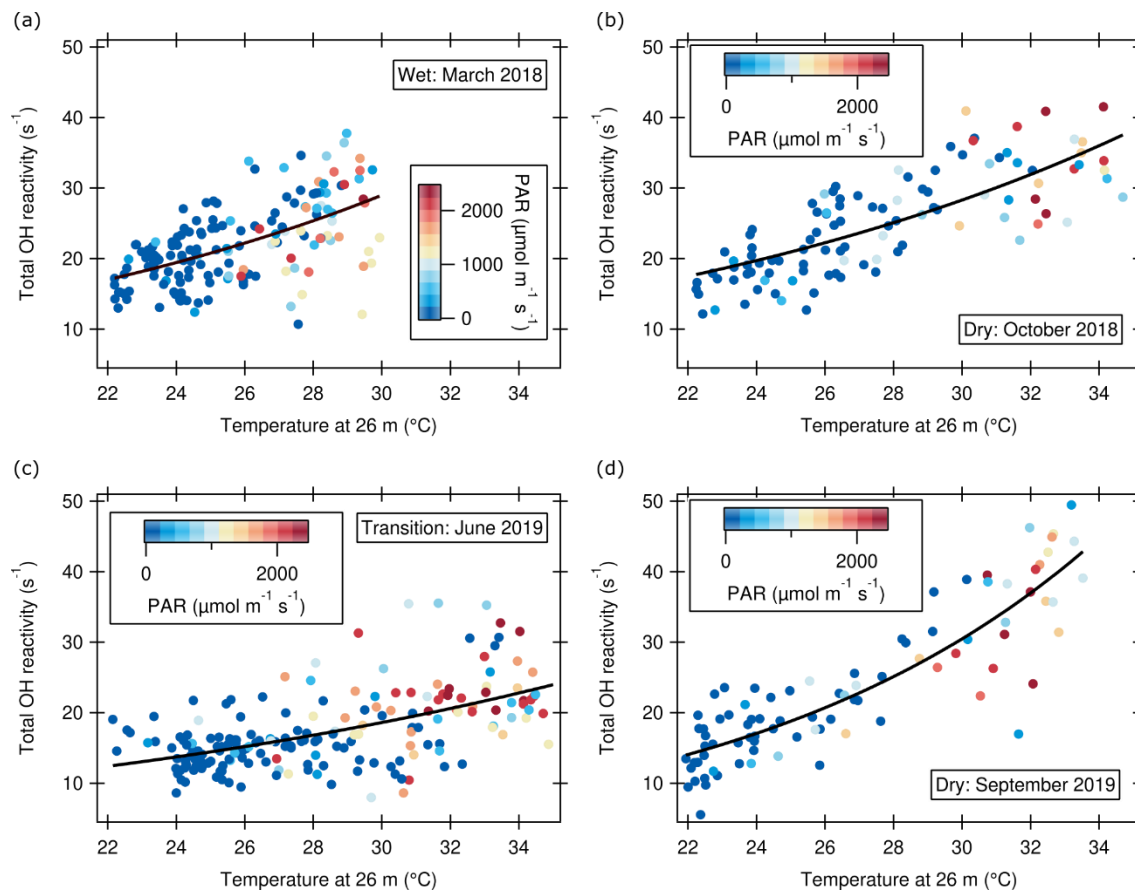 (a)
50
40
30
20
10
Total OH reactivity (s⁻¹)
Wet: March 2018
2000
1000
0
PAR (μmol m⁻¹ s⁻¹)
22 24 26 28 30 32 34
Temperature at 26 m (°C)
(b)
50
40
30
20
10
Total OH reactivity (s⁻¹)
0 2000
PAR (μmol m⁻¹ s⁻¹)
Dry: October 2018
22 24 26 28 30 32 34
Temperature at 26 m (°C)
(c)
50
40
30
20
10
Total OH reactivity (s⁻¹)
0 2000
PAR (μmol m⁻¹ s⁻¹)
Transition: June 2019
22 24 26 28 30 32 34
Temperature at 26 m (°C)
(d)
50
40
30
20
10
Total OH reactivity (s⁻¹)
0 2000
PAR (μmol m⁻¹ s⁻¹)
Dry: September 2019
22 24 26 28 30 32 34
Temperature at 26 m (°C)